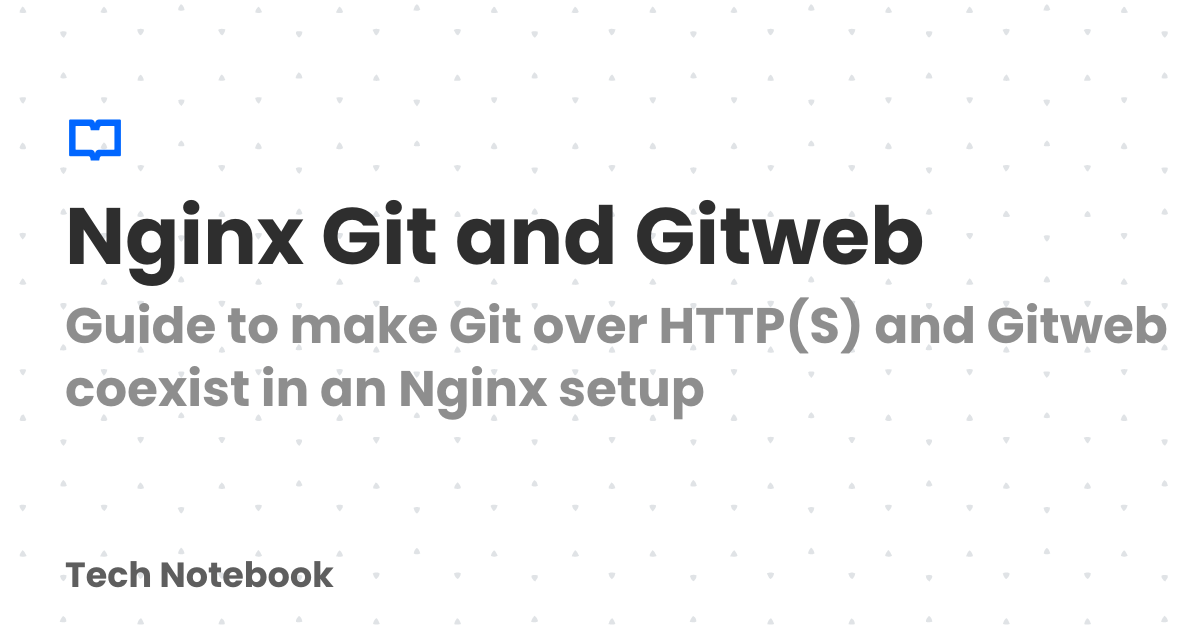 Nginx Git and Gitweb
Guide to make Git over HTTP(S) and Gitweb
coexist in an Nginx setup
Tech Notebook